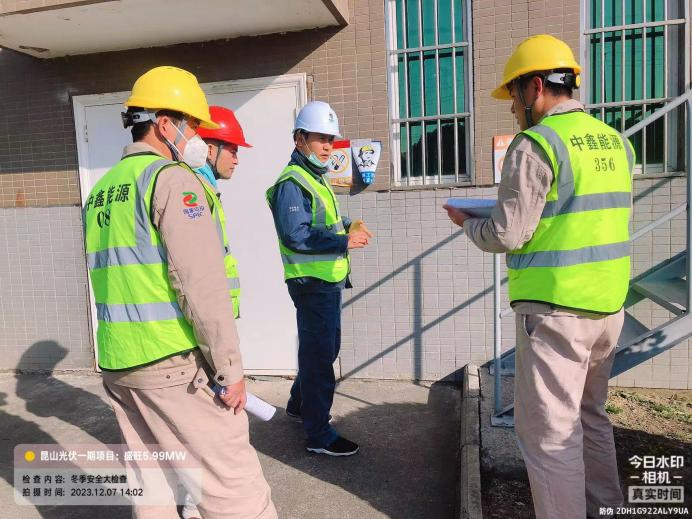 中鑫能源
08
SPIC
中鑫能源
356
昆山光伏一期项目：盛旺5.99MW
检查内容：冬季安全大检查
拍摄时间：2023.12.07 14:02
今日水印
-相机-
真实时间
防伪 2DH1G922ALY9UA